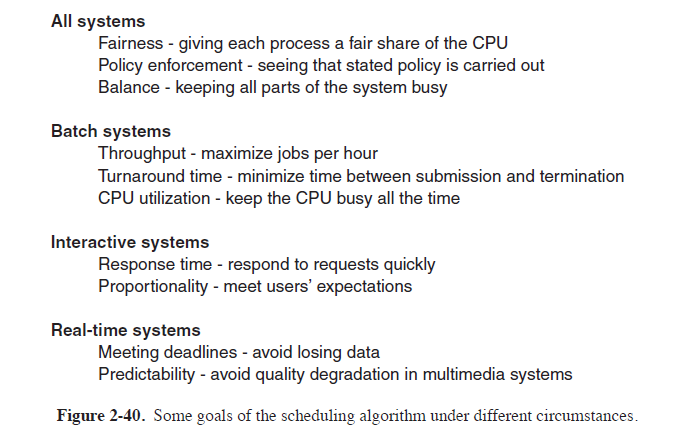 All systems
Fairness - giving each process a fair share of the CPU
Policy enforcement - seeing that stated policy is carried out
Balance - keeping all parts of the system busy
Batch systems
Throughput - maximize jobs per hour
Turnaround time - minimize time between submission and termination
CPU utilization - keep the CPU busy all the time
Interactive systems
Response time - respond to requests quickly
Proportionality - meet users’ expectations
Real-time systems
Meeting deadlines - avoid losing data
Predictability - avoid quality degradation in multimedia systems
Figure 2-40. Some goals of the scheduling algorithm under different circumstances.